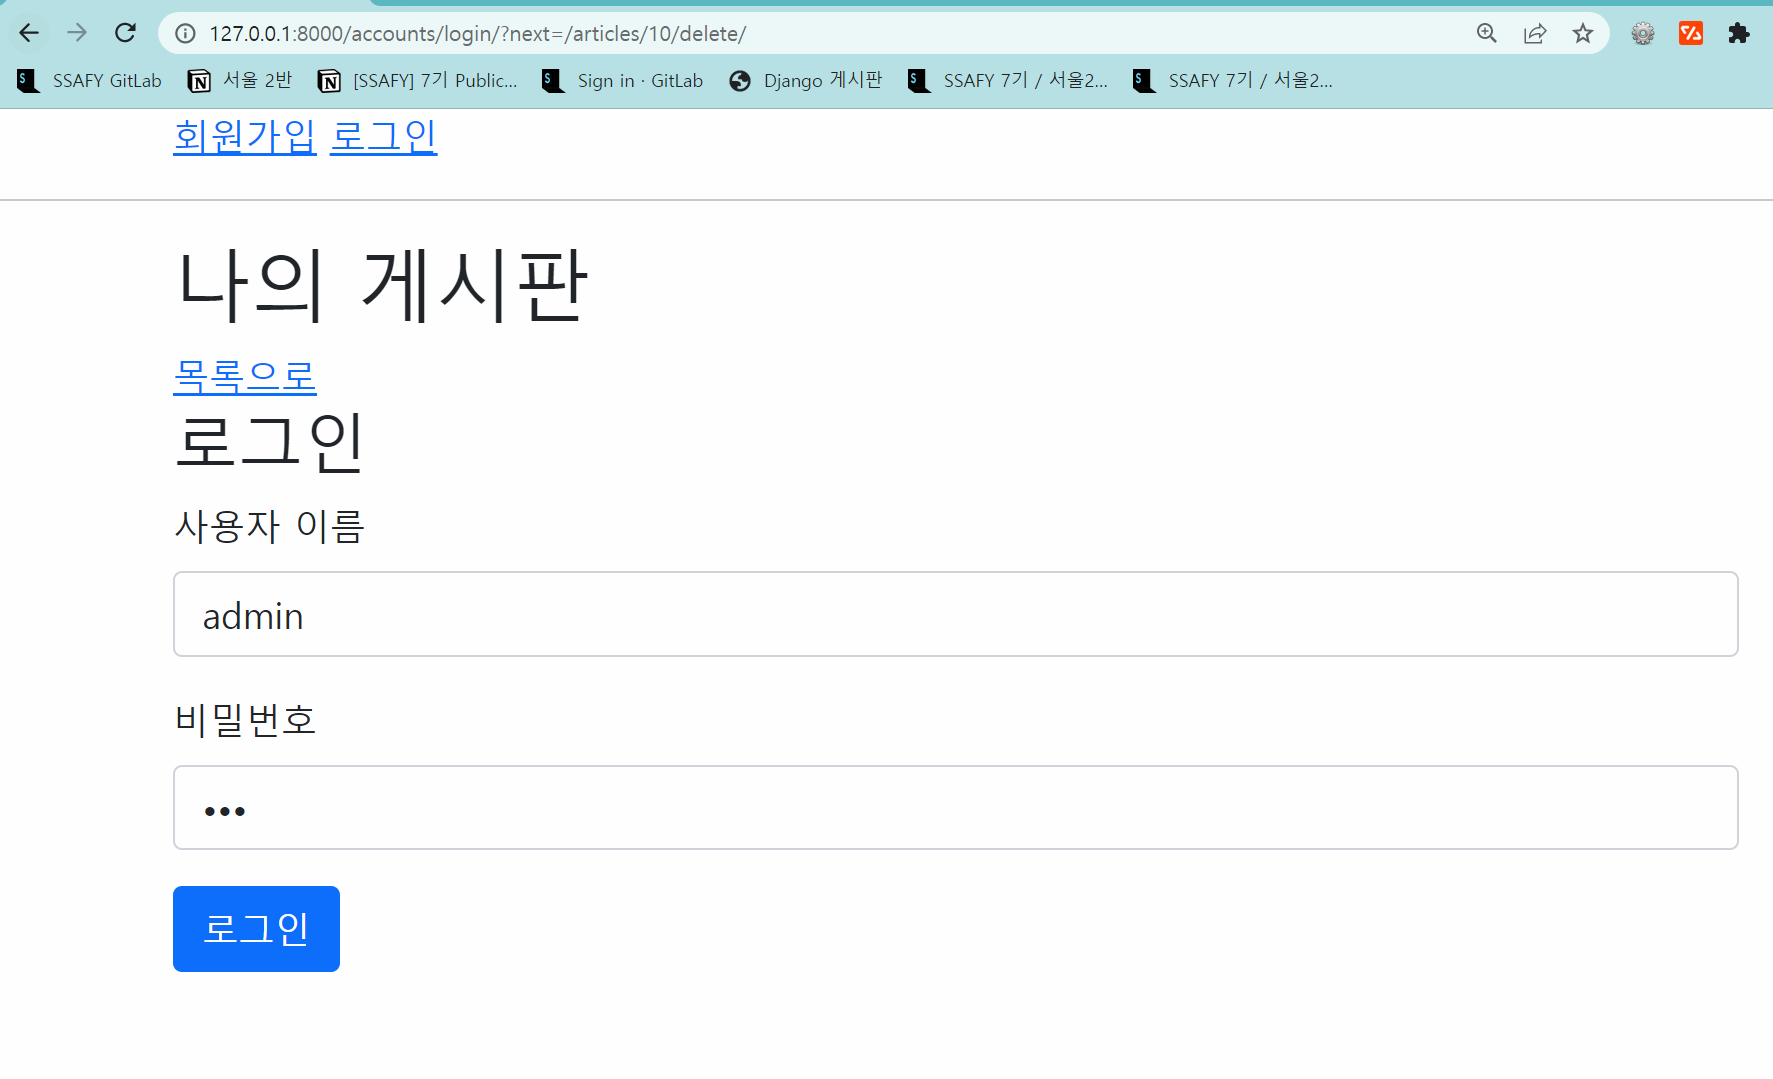 127.0.0.1:8000/accounts/login/?next=/articles/10/delete/
SSAFY GitLab 서울 2반 [SSAFY] 7기 Public... Sign in · GitLab Django 게시판 SSAFY 7기 / 서울2... SSAFY 7기 / 서울2...
회원가입 로그인
나의 게시판
목록으로
로그인
사용자 이름
admin
비밀번호
•••
로그인